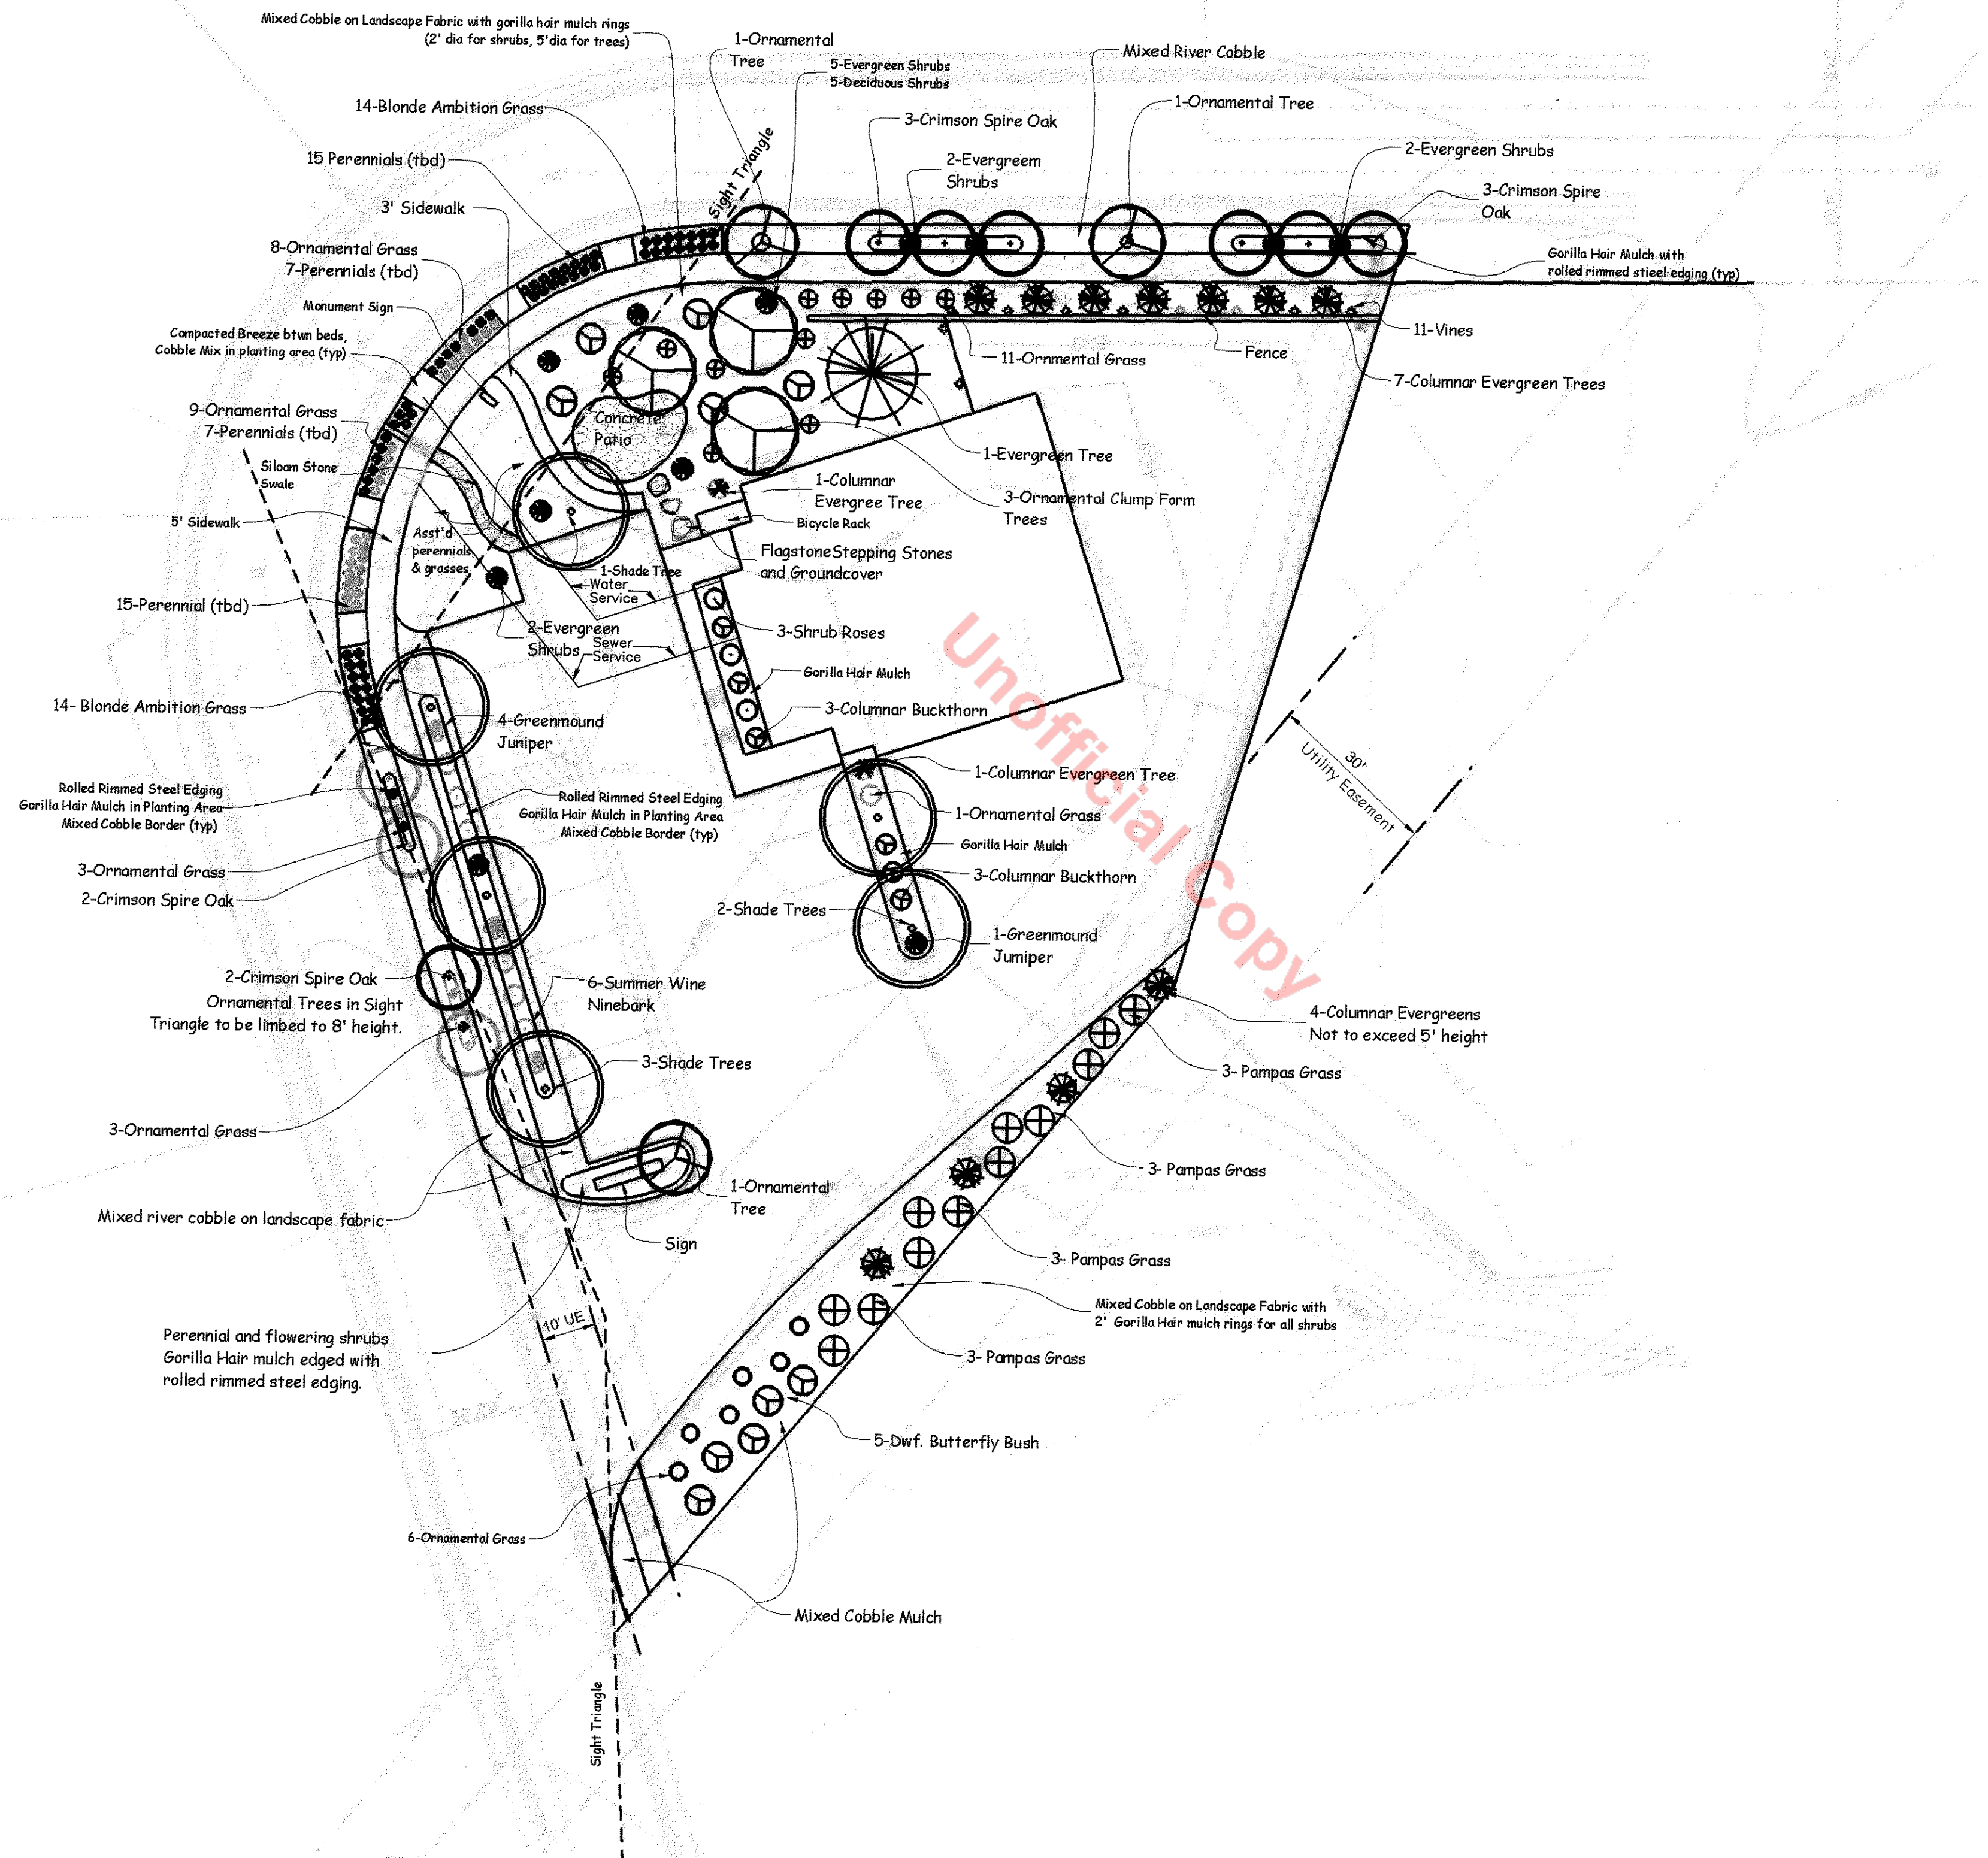 Mixed Cobble on Landscape Fabric with gorilla hair mulch rings
(2' dia for shrubs, 5'dia for trees)
1-Ornamental
Tree
5-Evergreen Shrubs
5-Deciduous Shrubs
Mixed River Cobble
14-Blonde Ambition Grass
3-Crimson Spire Oak
1-Ornamental Tree
15 Perennials (tbd)
Sight Triangle
2-Evergreem
Shrubs
2-Evergreen Shrubs
3' Sidewalk
3-Crimson Spire
Oak
8-Ornamental Grass
7-Perennials (tbd)
Gorilla Hair Mulch with
rolled rimmed stieel edging (typ)
Monument Sign
Compacted Breeze btwn beds,
Cobble Mix in planting area (typ)
11-Vines
11-Ornmental Grass
Fence
7-Columnar Evergreen Trees
9-Ornamental Grass
7-Perennials (tbd)
Concrete
Patio
1-Evergreen Tree
Siloam Stone
Swale
1-Columnar
Evergree Tree
3-Ornamental Clump Form
Trees
5' Sidewalk
Bicycle Rack
Asst'd
perennials
& grasses
FlagstoneStepping Stones
and Groundcover
1-Shade Tree
Water
Service
15-Perennial (tbd)
2-Evergreen
Shrubs
Sewer
Service
3-Shrub Roses
Gorilla Hair Mulch
14- Blonde Ambition Grass
3-Columnar Buckthorn
4-Greenmound
Juniper
30'
Utility Easement
1-Columnar Evergreen Tree
Rolled Rimmed Steel Edging
Gorilla Hair Mulch in Planting Area
Mixed Cobble Border (typ)
Rolled Rimmed Steel Edging
Gorilla Hair Mulch in Planting Area
Mixed Cobble Border (typ)
1-Ornamental Grass
Gorilla Hair Mulch
3-Ornamental Grass
3-Columnar Buckthorn
2-Crimson Spire Oak
2-Shade Trees
1-Greenmound
Jumiper
Unofficial Copy
2-Crimson Spire Oak
Ornamental Trees in Sight
Triangle to be limbed to 8' height.
6-Summer Wine
Ninebark
4-Columnar Evergreens
Not to exceed 5' height
3-Shade Trees
3- Pampas Grass
3-Ornamental Grass
3- Pampas Grass
1-Ornamental
Tree
Mixed river cobble on landscape fabric
Sign
3- Pampas Grass
10' UE
Mixed Cobble on Landscape Fabric with
2' Gorilla Hair mulch rings for all shrubs
Perennial and flowering shrubs
Gorilla Hair mulch edged with
rolled rimmed steel edging.
3- Pampas Grass
5-Dwf. Butterfly Bush
6-Ornamental Grass
Mixed Cobble Mulch
Sight Triangle